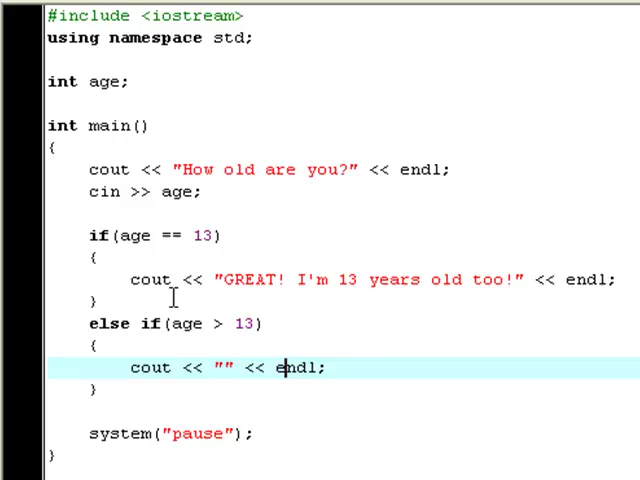 #include <iostream>
using namespace std;
int age;
int main()
{
cout << "How old are you?" << endl;
cin >> age;
if(age == 13)
{
cout << "GREAT! I'm 13 years old too!" << endl;
}
else if(age > 13)
{
cout << "" << endl;
}
system("pause");
}